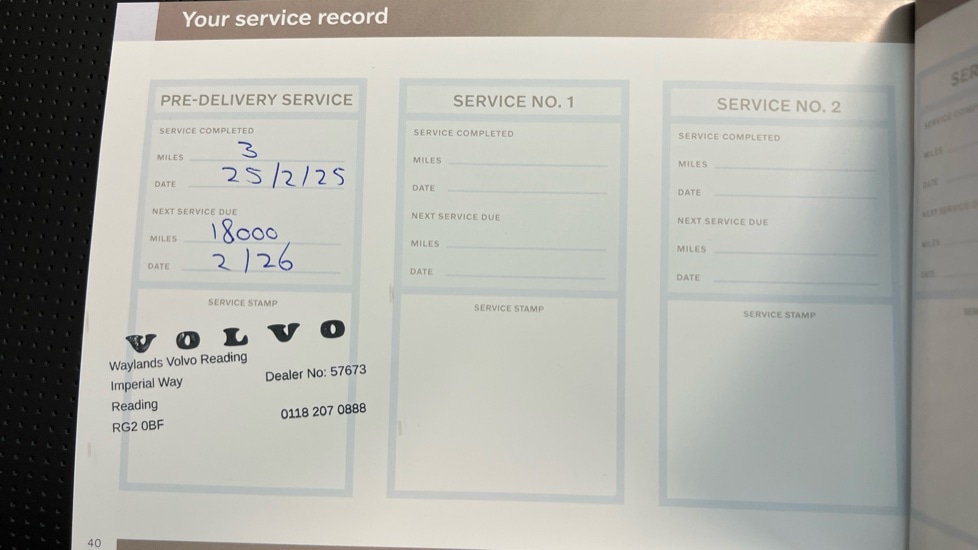 Your service record
PRE-DELIVERY SERVICE
SERVICE COMPLETED
MILES 3
DATE 25/2/25
NEXT SERVICE DUE
MILES 18000
DATE 2/26
SERVICE STAMP
VOLVO
Waylands Volvo Reading
Imperial Way
Dealer No: 57673
Reading
0118 207 0888
RG2 0BF
SERVICE NO. 1
SERVICE COMPLETED
MILES
DATE
NEXT SERVICE DUE
MILES
DATE
SERVICE STAMP
SERVICE NO. 2
SERVICE COMPLETED
MILES
DATE
NEXT SERVICE DUE
MILES
DATE
SERVICE STAMP
SER
MILES
DATE
40